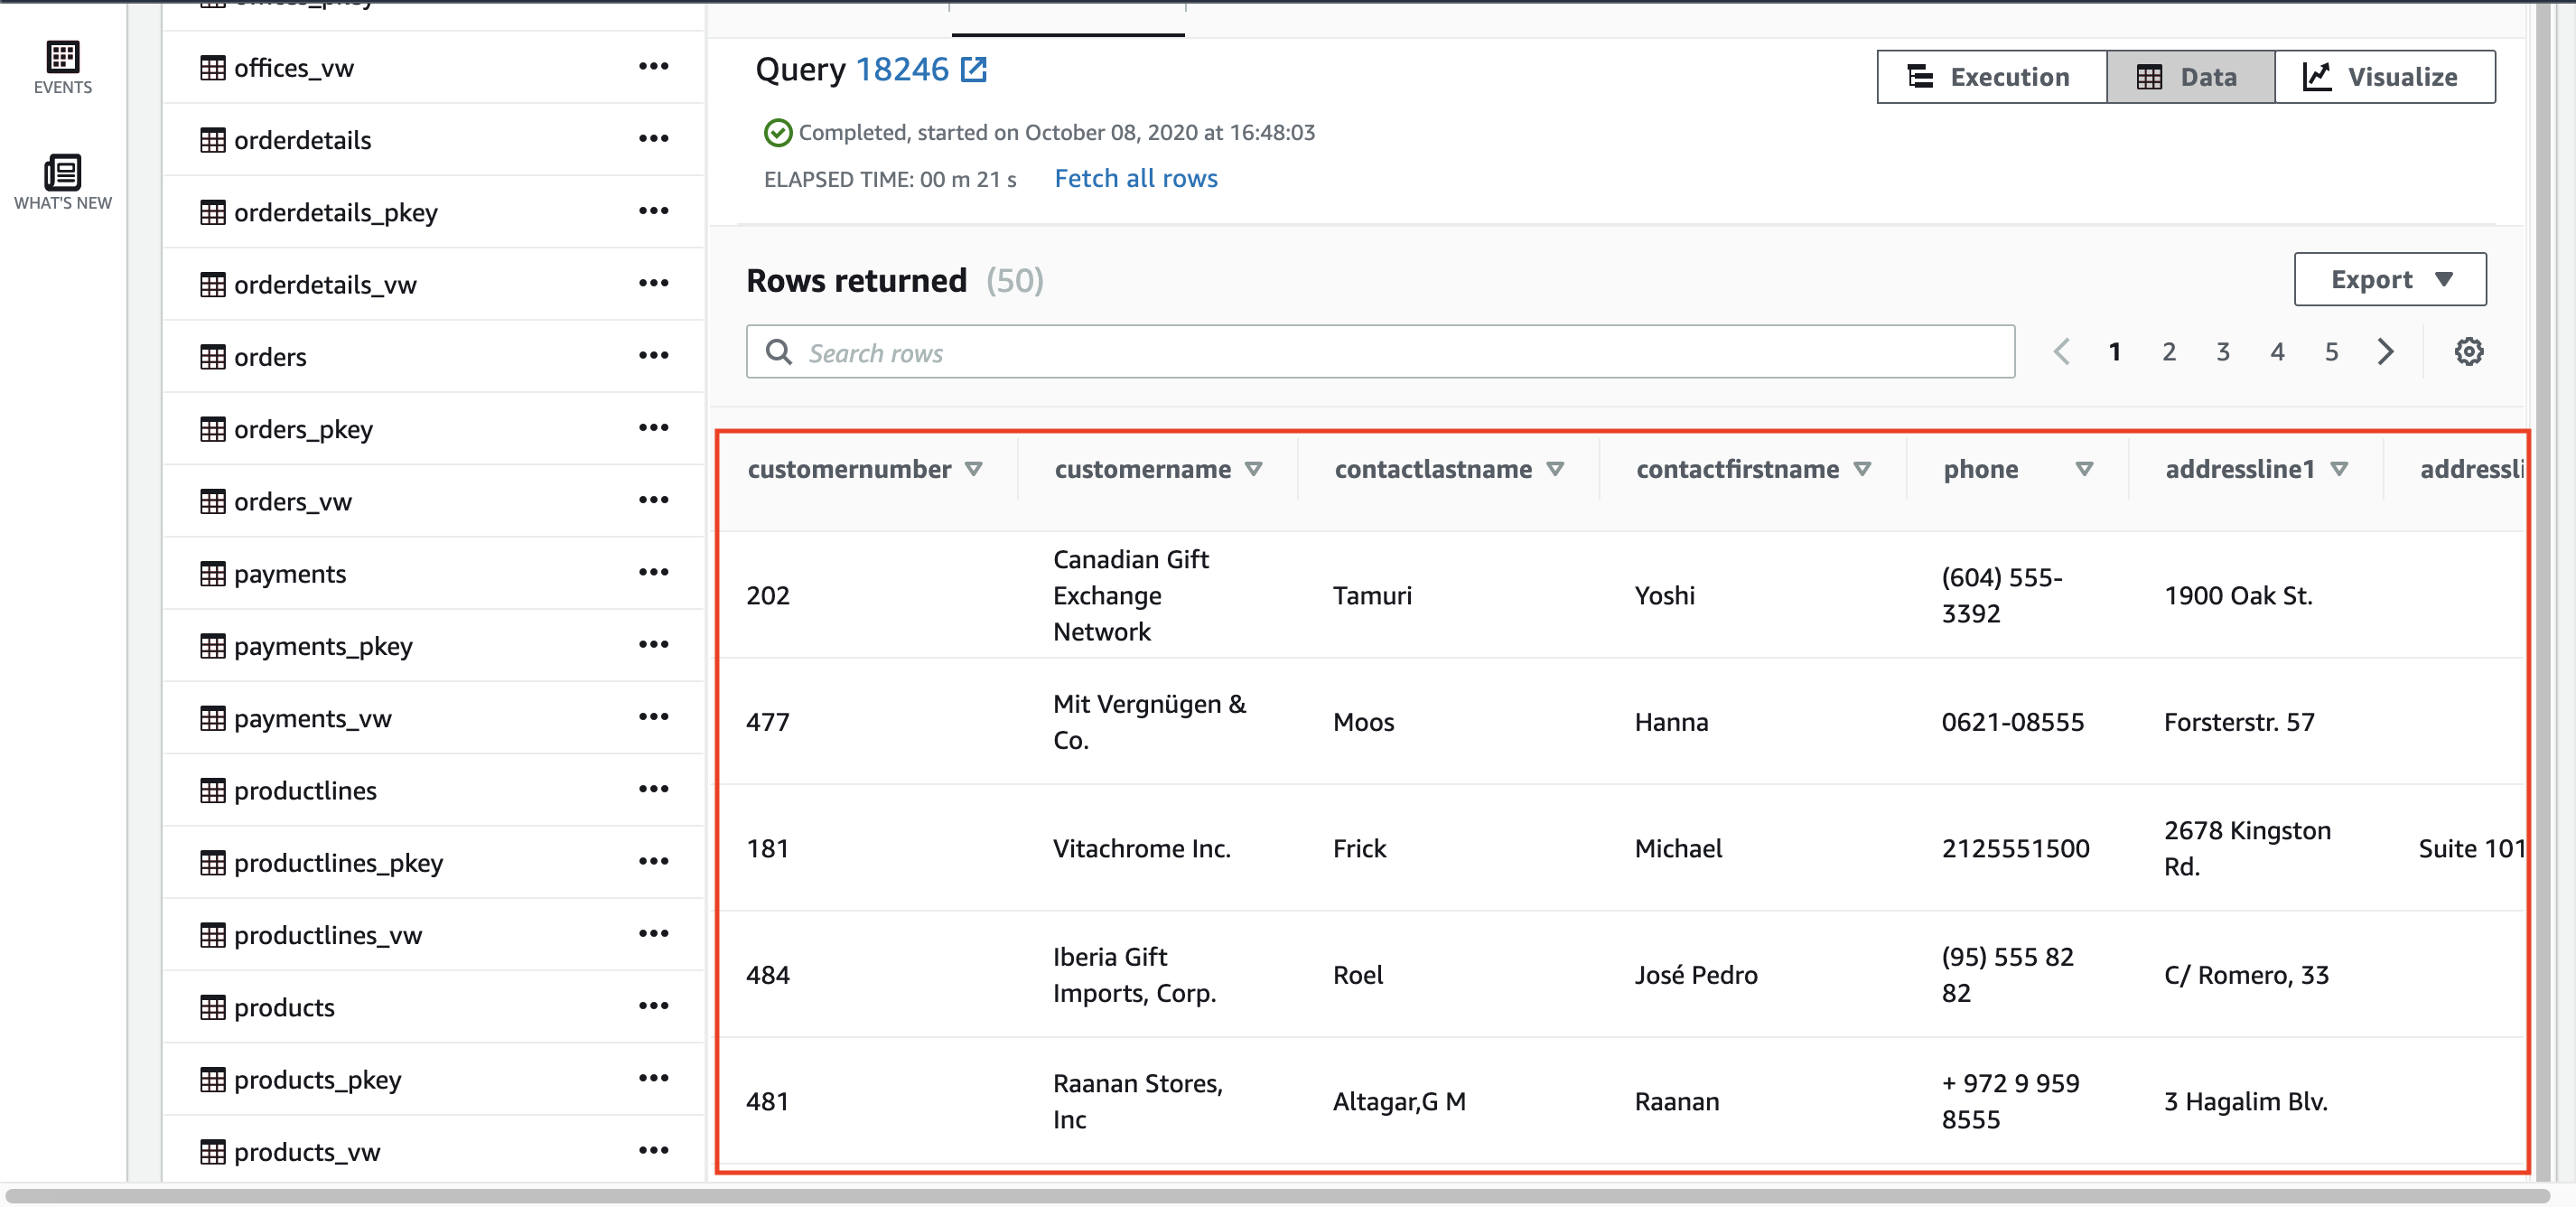 EVENTS
WHAT'S NEW
offices_pkey
offices_vw
orderdetails
orderdetails_pkey
orderdetails_vw
orders
orders_pkey
orders_vw
payments
payments_pkey
payments_vw
productlines
productlines_pkey
productlines_vw
products
products_pkey
products_vw
Query 18246
Execution
Data
Visualize
Completed, started on October 08, 2020 at 16:48:03
ELAPSED TIME: 00 m 21 s Fetch all rows
Rows returned (50)
Export
Search rows
1 2 3 4 5
customernumber customername contactlastname contactfirstname phone addressline1 addressli
202
Canadian Gift
Exchange
Network
Tamuri
Yoshi
(604) 555-
3392
1900 Oak St.
477
Mit Vergnügen &
Co.
Moos
Hanna
0621-08555
Forsterstr. 57
181
Vitachrome Inc.
Frick
Michael
2125551500
2678 Kingston
Rd.
Suite 101
484
Iberia Gift
Imports, Corp.
Roel
José Pedro
(95) 555 82
82
C/ Romero, 33
481
Raanan Stores,
Inc
Altagar,G M
Raanan
+ 972 9 959
8555
3 Hagalim Blv.